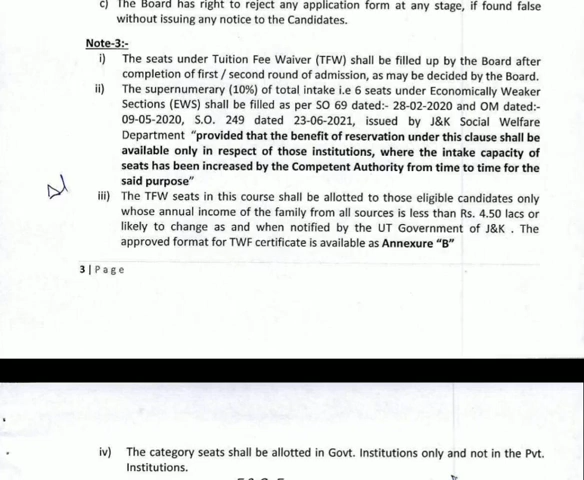 c) The Board has right to reject any application form at any stage, if found false
without issuing any notice to the Candidates.
Note-3:-
i) The seats under Tuition Fee Waiver (TFW) shall be filled up by the Board after
completion of first / second round of admission, as may be decided by the Board.
ii) The supernumerary (10%) of total intake i.e 6 seats under Economically Weaker
Sections (EWS) shall be filled as per SO 69 dated:- 28-02-2020 and OM dated:-
09-05-2020, S.O. 249 dated 23-06-2021, issued by J&K Social Welfare
Department "provided that the benefit of reservation under this clause shall be
available only in respect of those institutions, where the intake capacity of
seats has been increased by the Competent Authority from time to time for the
said purpose"
iii) The TFW seats in this course shall be allotted to those eligible candidates only
whose annual income of the family from all sources is less than Rs. 4.50 lacs or
likely to change as and when notified by the UT Government of J&K . The
approved format for TWF certificate is available as Annexure "B"
3 | Page
iv) The category seats shall be allotted in Govt. Institutions only and not in the Pvt.
Institutions.